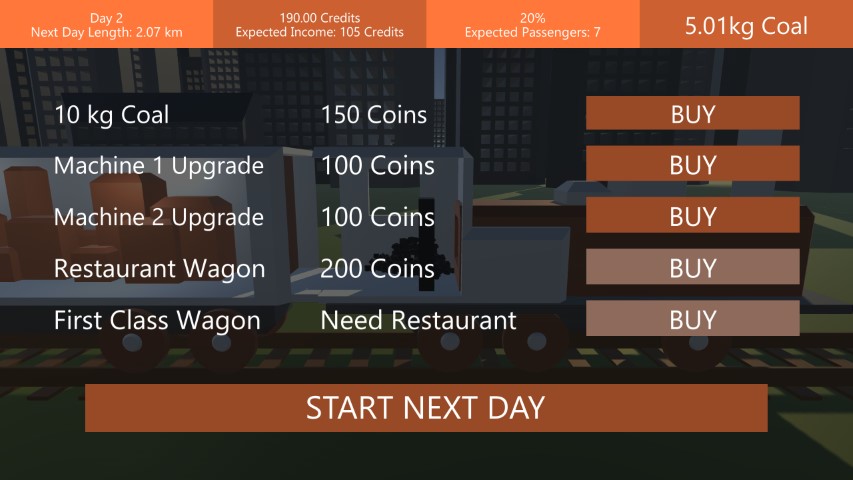 Day 2
Next Day Length: 2.07 km
190.00 Credits
Expected Income: 105 Credits
20%
Expected Passengers: 7
5.01kg Coal
10 kg Coal 150 Coins BUY
Machine 1 Upgrade 100 Coins BUY
Machine 2 Upgrade 100 Coins BUY
Restaurant Wagon 200 Coins BUY
First Class Wagon Need Restaurant BUY
START NEXT DAY